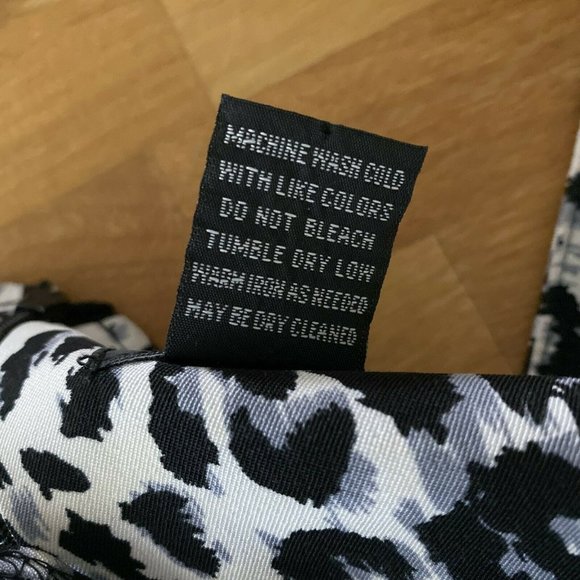 MACHINE WASH COLD
WITH LIKE COLORS
DO NOT BLEACH
TUMBLE DRY LOW
WARM IRON AS NEEDED
MAY BE DRY CLEANED